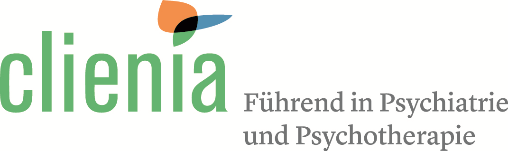 clienia
Führend in Psychiatrie
und Psychotherapie